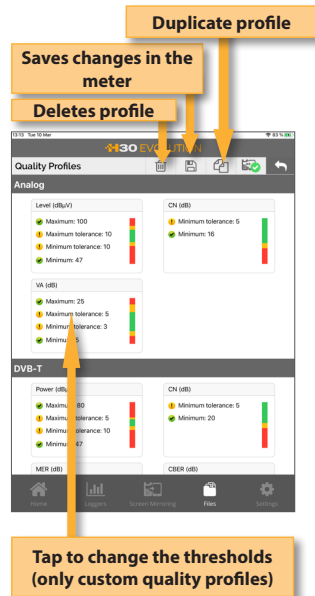 Duplicate profile
Saves changes in the
meter
Deletes profile
13:13 Tue 10 Mar
83 %
H30 EVOLUTION
Quality Profiles
Analog
Level (dBµV)
Maximum: 100
Maximum tolerance: 10
Minimum tolerance: 10
Minimum: 47
CN (dB)
Minimum tolerance: 5
Minimum: 16
VA (dB)
Maximum: 25
Maximum tolerance: 5
Minimum tolerance: 3
DVB-T
Power
Maximum tolerance: 5
Minimum tolerance: 10
CN (dB)
Minimum tolerance: 5
Minimum: 20
MER (dB)
CBER (dB)
Home
Loggers
Screen Mirroring
Files
Settings
Tap to change the thresholds
(only custom quality profiles)